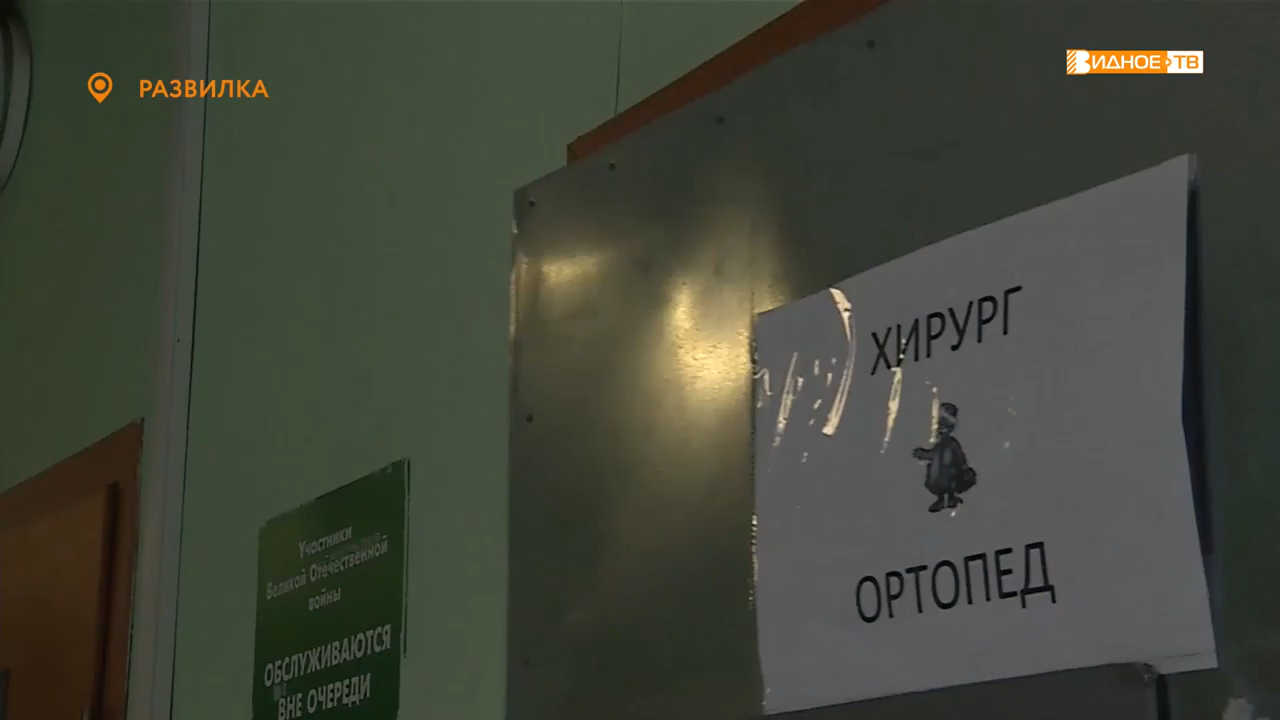 РАЗВИЛКА
ВИДНОЕ ТВ
ХИРУРГ
ОРТОПЕД
Участники
Великой Отечественной
войны
ОБСЛУЖИВАЮТСЯ
ВНЕ ОЧЕРЕДИ